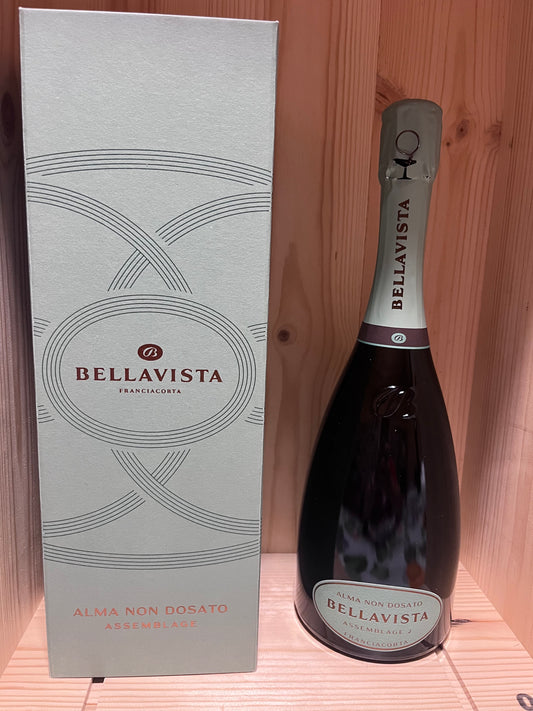 B
BELLAVISTA
FRANCIACORTA
ALMA NON DOSATO
ASSEMBLAGE
BELLAVISTA
B
B
ALMA NON DOSATO
BELLAVISTA
ASSEMBLAGE 2
FRANCIACORTA